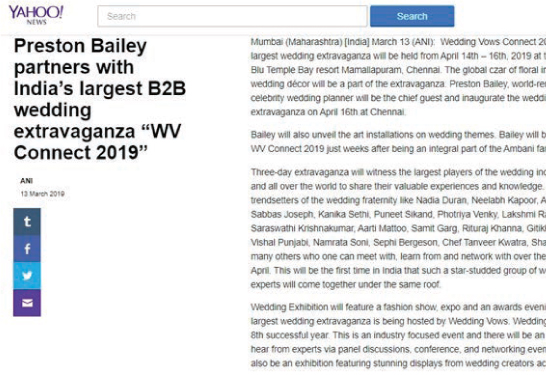 YAHOO!
NEWS
Search
Search
Preston Bailey
partners with
India's largest B2B
wedding
extravaganza "WV
Connect 2019"
ANI
13 March 2019
Mumbai (Maharashtra) [India] March 13 (ANI): Wedding Vows Connect 20
largest wedding extravaganza will be held from April 14th – 16th, 2019 at t
Blu Temple Bay resort Mamallapuram, Chennai. The global czar of floral in
wedding décor will be a part of the extravaganza. Preston Bailey, world-re
celebrity wedding planner will be the chief guest and inaugurate the weddi
extravaganza on April 16th at Chennai.
Bailey will also unveil the art installations on wedding themes. Bailey will b
WV Connect 2019 just weeks after being an integral part of the Ambani fa
Three-day extravaganza will witness the largest players of the wedding ind
and all over the world to share their valuable experiences and knowledge.
trendsetters of the wedding fraternity like Nadia Duran, Neelabh Kapoor, A
Sabbas Joseph, Kanika Sethi, Puneet Sikand, Photriya Venky, Lakshmi Ra
Saraswathi Krishnakumar, Aarti Mattoo, Samit Garg, Rituraj Khanna, Gitiki
Vishal Punjabi, Namrata Soni, Sephi Bergeson, Chef Tanveer Kwatra, Sha
many others who one can meet with, learn from and network with over the
April. This will be the first time in India that such a star-studded group of w
experts will come together under the same roof.
Wedding Exhibition will feature a fashion show, expo and an awards eveni
largest wedding extravaganza is being hosted by Wedding Vows. Wedding
8th successful year. This is an industry focused event and there will be an
hear from experts via panel discussions, conference, and networking even
also be an exhibition featuring stunning displays from wedding creators ac